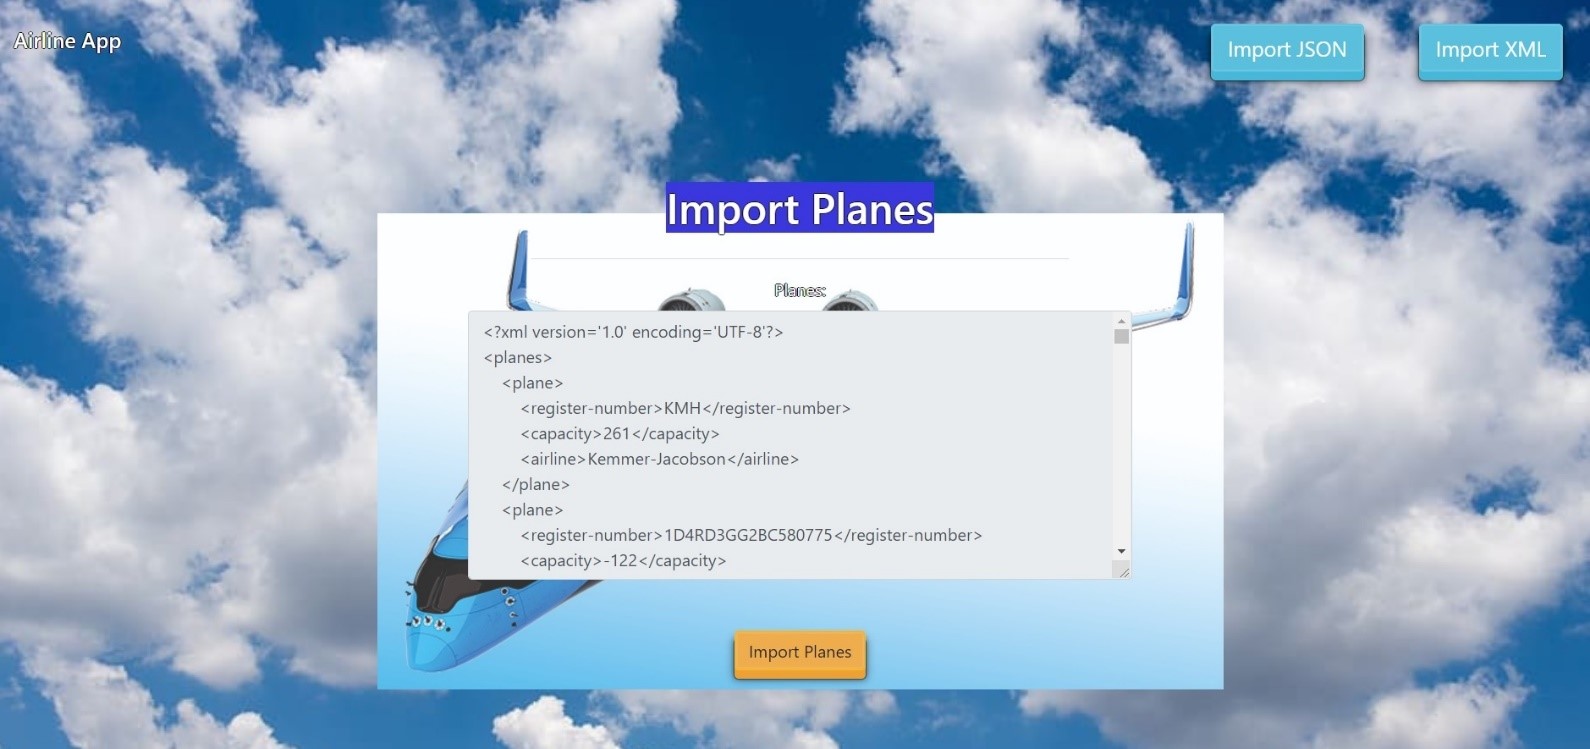 Airline App
Import JSON
Import XML
Import Planes
Planes:
<?xml version='1.0' encoding='UTF-8'?>
<planes>
<plane>
<register-number>KMH</register-number>
<capacity>261</capacity>
<airline>Kemmer-Jacobson</airline>
</plane>
<plane>
<register-number>1D4RD3GG2BC580775</register-number>
<capacity>-122</capacity>
Import Planes